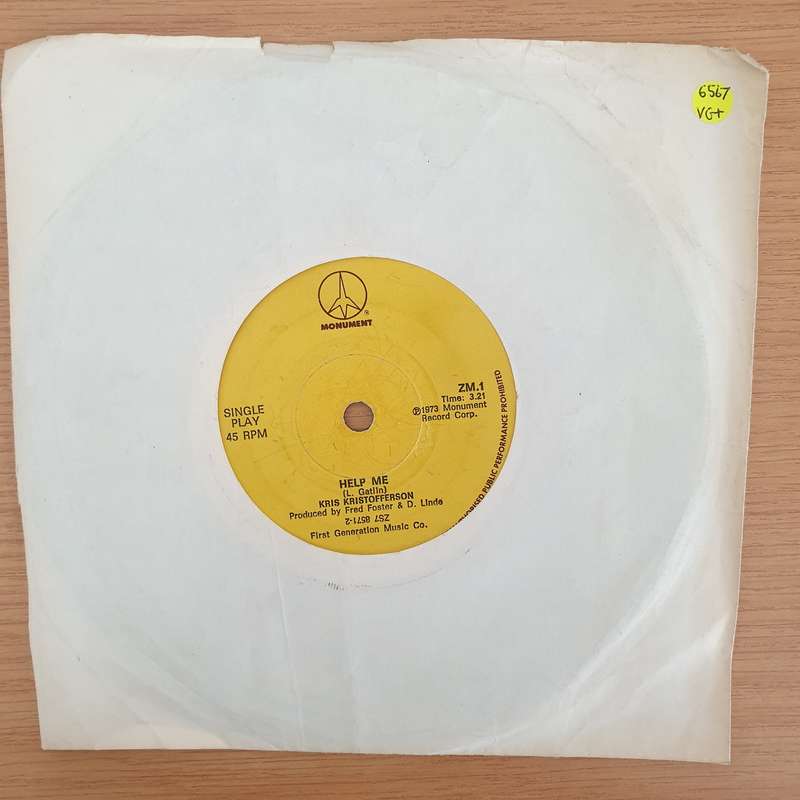 6567
VG+
®
MONUMENT
SINGLE
PLAY
45 RPM
ZM.1
Time: 3.21
℗1973 Monument
Record Corp.
HELP ME
(L. Gatlin)
KRIS KRISTOFFERSON
Produced by Fred Foster & D. Linde
ZS7 8571-2
First Generation Music Co.
PUBLIC PERFORMANCE PROHIBITED